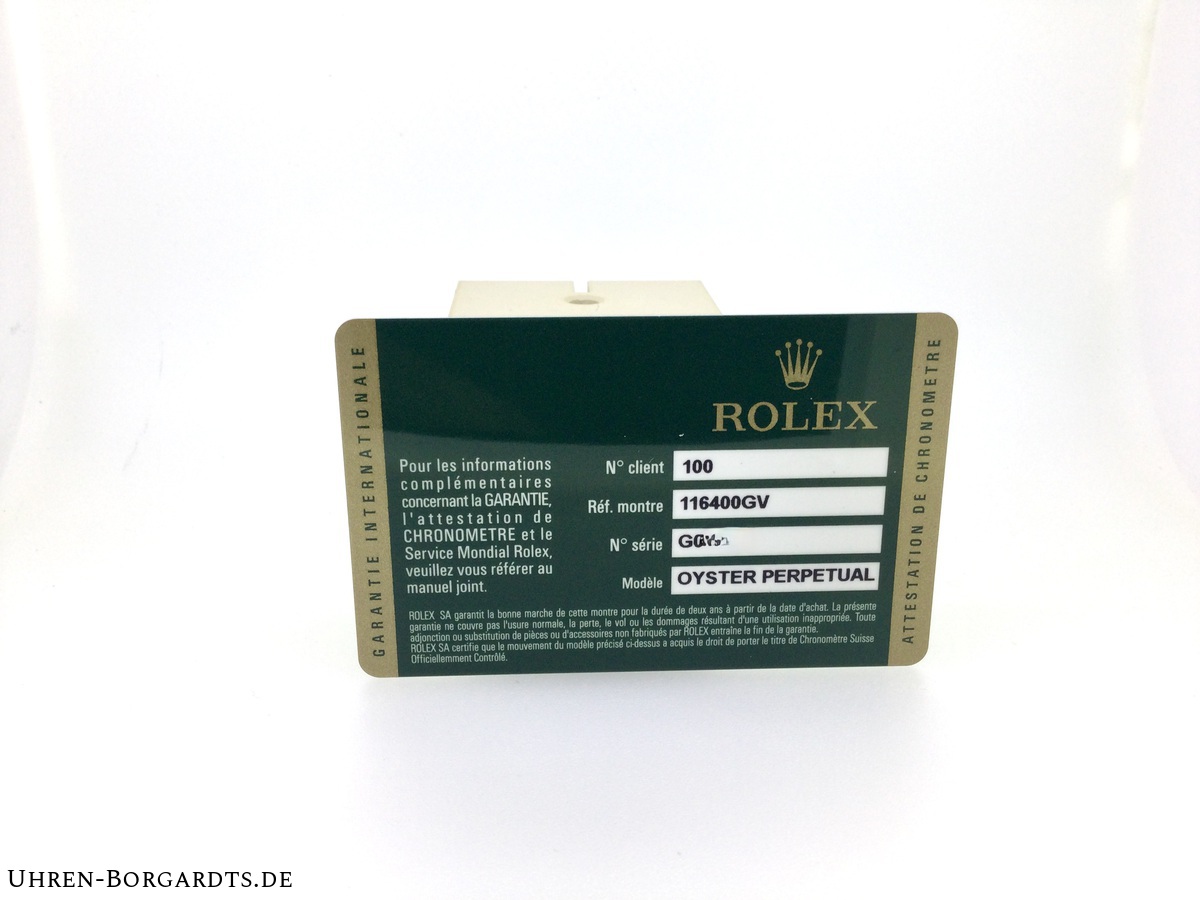 GARANTIE INTERNATIONALE
ROLEX
Pour les informations
complémentaires
concernant la GARANTIE,
l'attestation de
CHRONOMETRE et le
Service Mondial Rolex,
veuillez vous référer au
manuel joint.
N° client 100
Réf. montre 116400GV
N° série
Modèle OYSTER PERPETUAL
ROLEX SA garantit la bonne marche de cette montre pour la durée de deux ans à partir de la date d'achat. La présente
garantie ne couvre pas l'usure normale, la perte, le vol ou les dommages résultant d'une utilisation inappropriée. Toute
adjonction ou substitution de pièces ou d'accessoires non fabriqués par ROLEX entraîne la fin de la garantie.
ROLEX SA certifie que le mouvement du modèle précisé ci-dessus a acquis le droit de porter le titre de Chronomètre Suisse
Officiellement Contrôlé.
ATTESTATION DE CHRONOMETRE
UHREN-BORGARDTS.DE